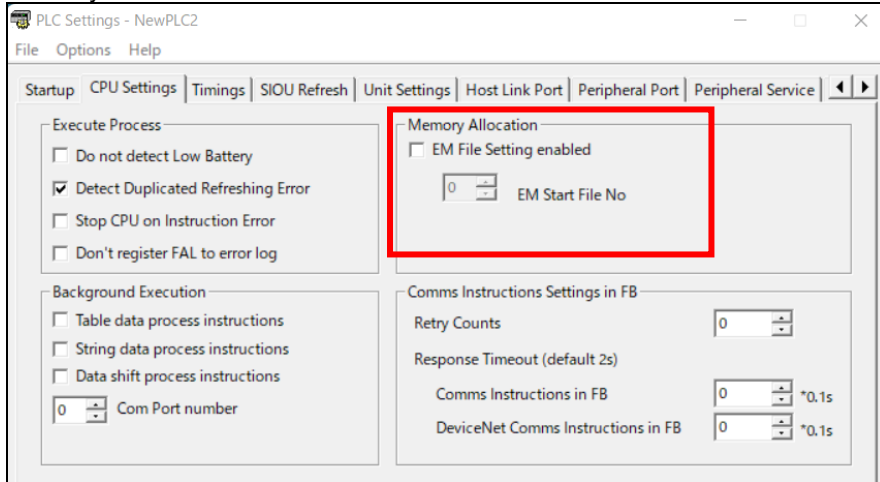 PLC Settings - NewPLC2
File Options Help
Startup CPU Settings Timings SIOU Refresh Unit Settings Host Link Port Peripheral Port Peripheral Service
Execute Process
Do not detect Low Battery
Detect Duplicated Refreshing Error
Stop CPU on Instruction Error
Don't register FAL to error log
Memory Allocation
EM File Setting enabled
0 EM Start File No
Background Execution
Table data process instructions
String data process instructions
Data shift process instructions
0 Com Port number
Comms Instructions Settings in FB
Retry Counts 0
Response Timeout (default 2s)
Comms Instructions in FB 0 *0.1s
DeviceNet Comms Instructions in FB 0 *0.1s